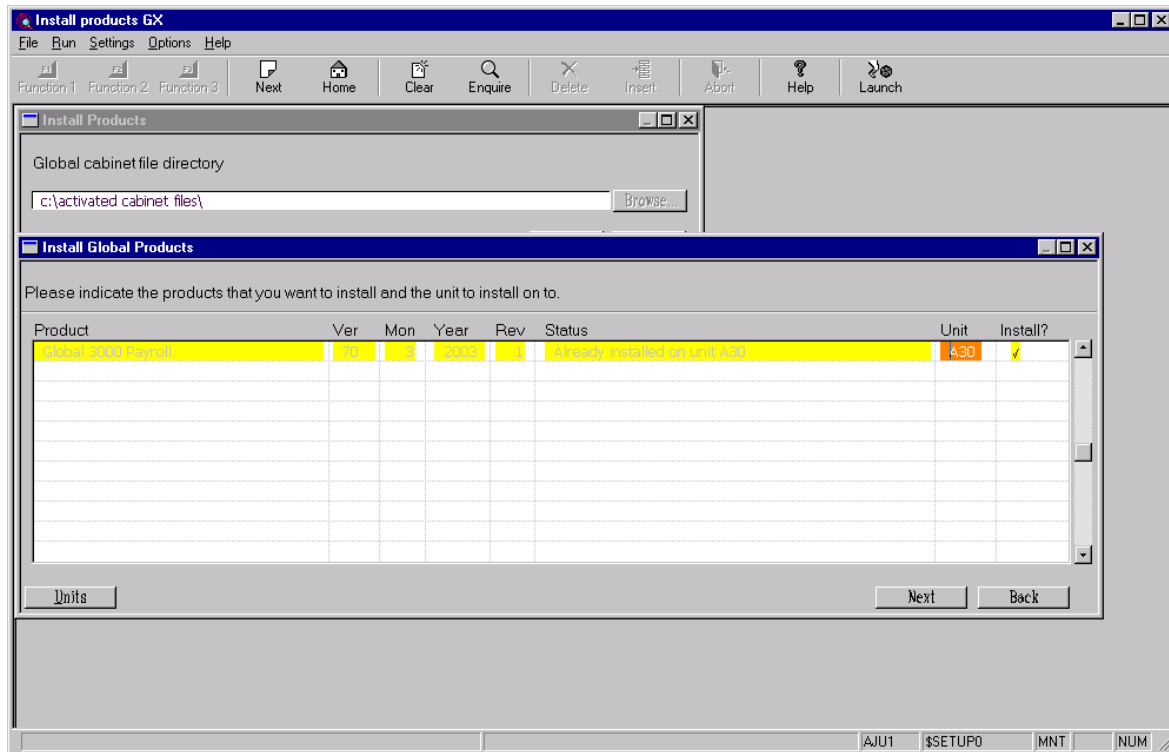 Install products GX
File Run Settings Options Help
F1 F2 F3
Function 1 Function 2 Function 3 Next Home Clear Enquire Delete Insert Abort Help Launch
Install Products
Global cabinet file directory
c:\activated cabinet files\ Browse...
Install Global Products
Please indicate the products that you want to install and the unit to install on to.
Product Ver Mon Year Rev Status Unit Install?
Global 3000 Payroll 70 3 2003 1 Already installed on unit A30 A30 ✓
Units Next Back
AJU1 $SETUP0 MNT NUM